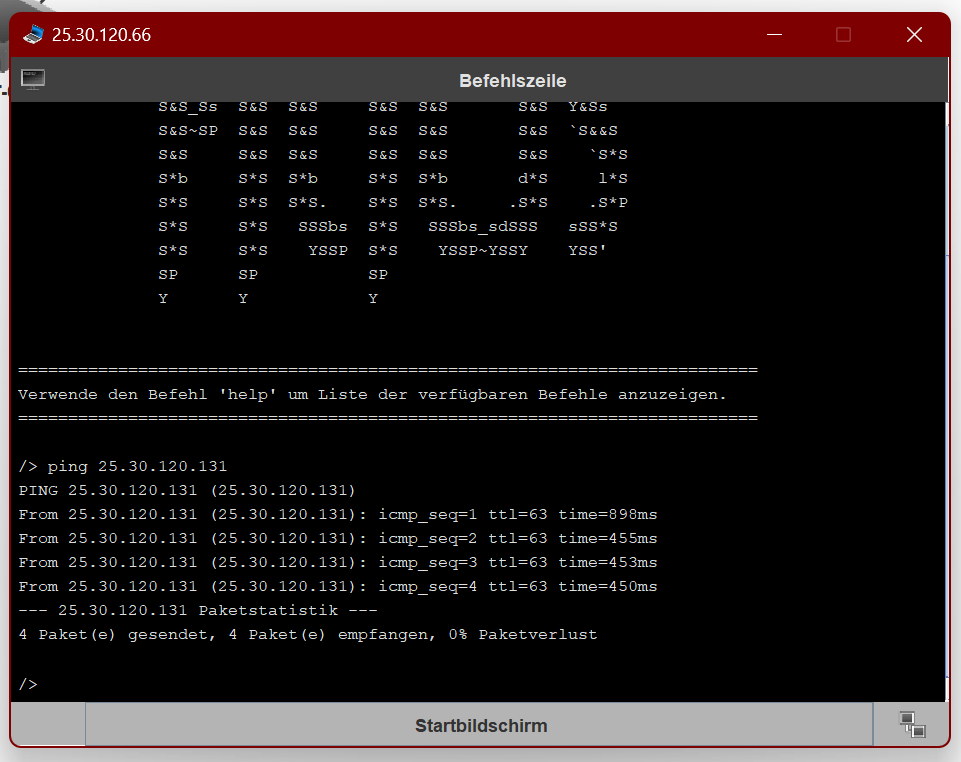 25.30.120.66
Befehlszeile
S&S_Ss  S&S  S&S     S&S  S&S       S&S  Y&Ss
S&S~SP  S&S  S&S     S&S  S&S       S&S  `S&&S
S&S     S&S  S&S     S&S  S&S       S&S    `S*S
S*b     S*S  S*b     S*S  S*b       d*S     l*S
S*S     S*S  S*S.    S*S  S*S.     .S*S    .S*P
S*S     S*S   SSSbs  S*S   SSSbs_sdSSS   sSS*S
S*S     S*S    YSSP  S*S    YSSP~YSSY    YSS'
SP      SP           SP
Y       Y            Y
==========================================================================
Verwende den Befehl 'help' um Liste der verfügbaren Befehle anzuzeigen.
==========================================================================
/> ping 25.30.120.131
PING 25.30.120.131 (25.30.120.131)
From 25.30.120.131 (25.30.120.131): icmp_seq=1 ttl=63 time=898ms
From 25.30.120.131 (25.30.120.131): icmp_seq=2 ttl=63 time=455ms
From 25.30.120.131 (25.30.120.131): icmp_seq=3 ttl=63 time=453ms
From 25.30.120.131 (25.30.120.131): icmp_seq=4 ttl=63 time=450ms
--- 25.30.120.131 Paketstatistik ---
4 Paket(e) gesendet, 4 Paket(e) empfangen, 0% Paketverlust
/>
Startbildschirm